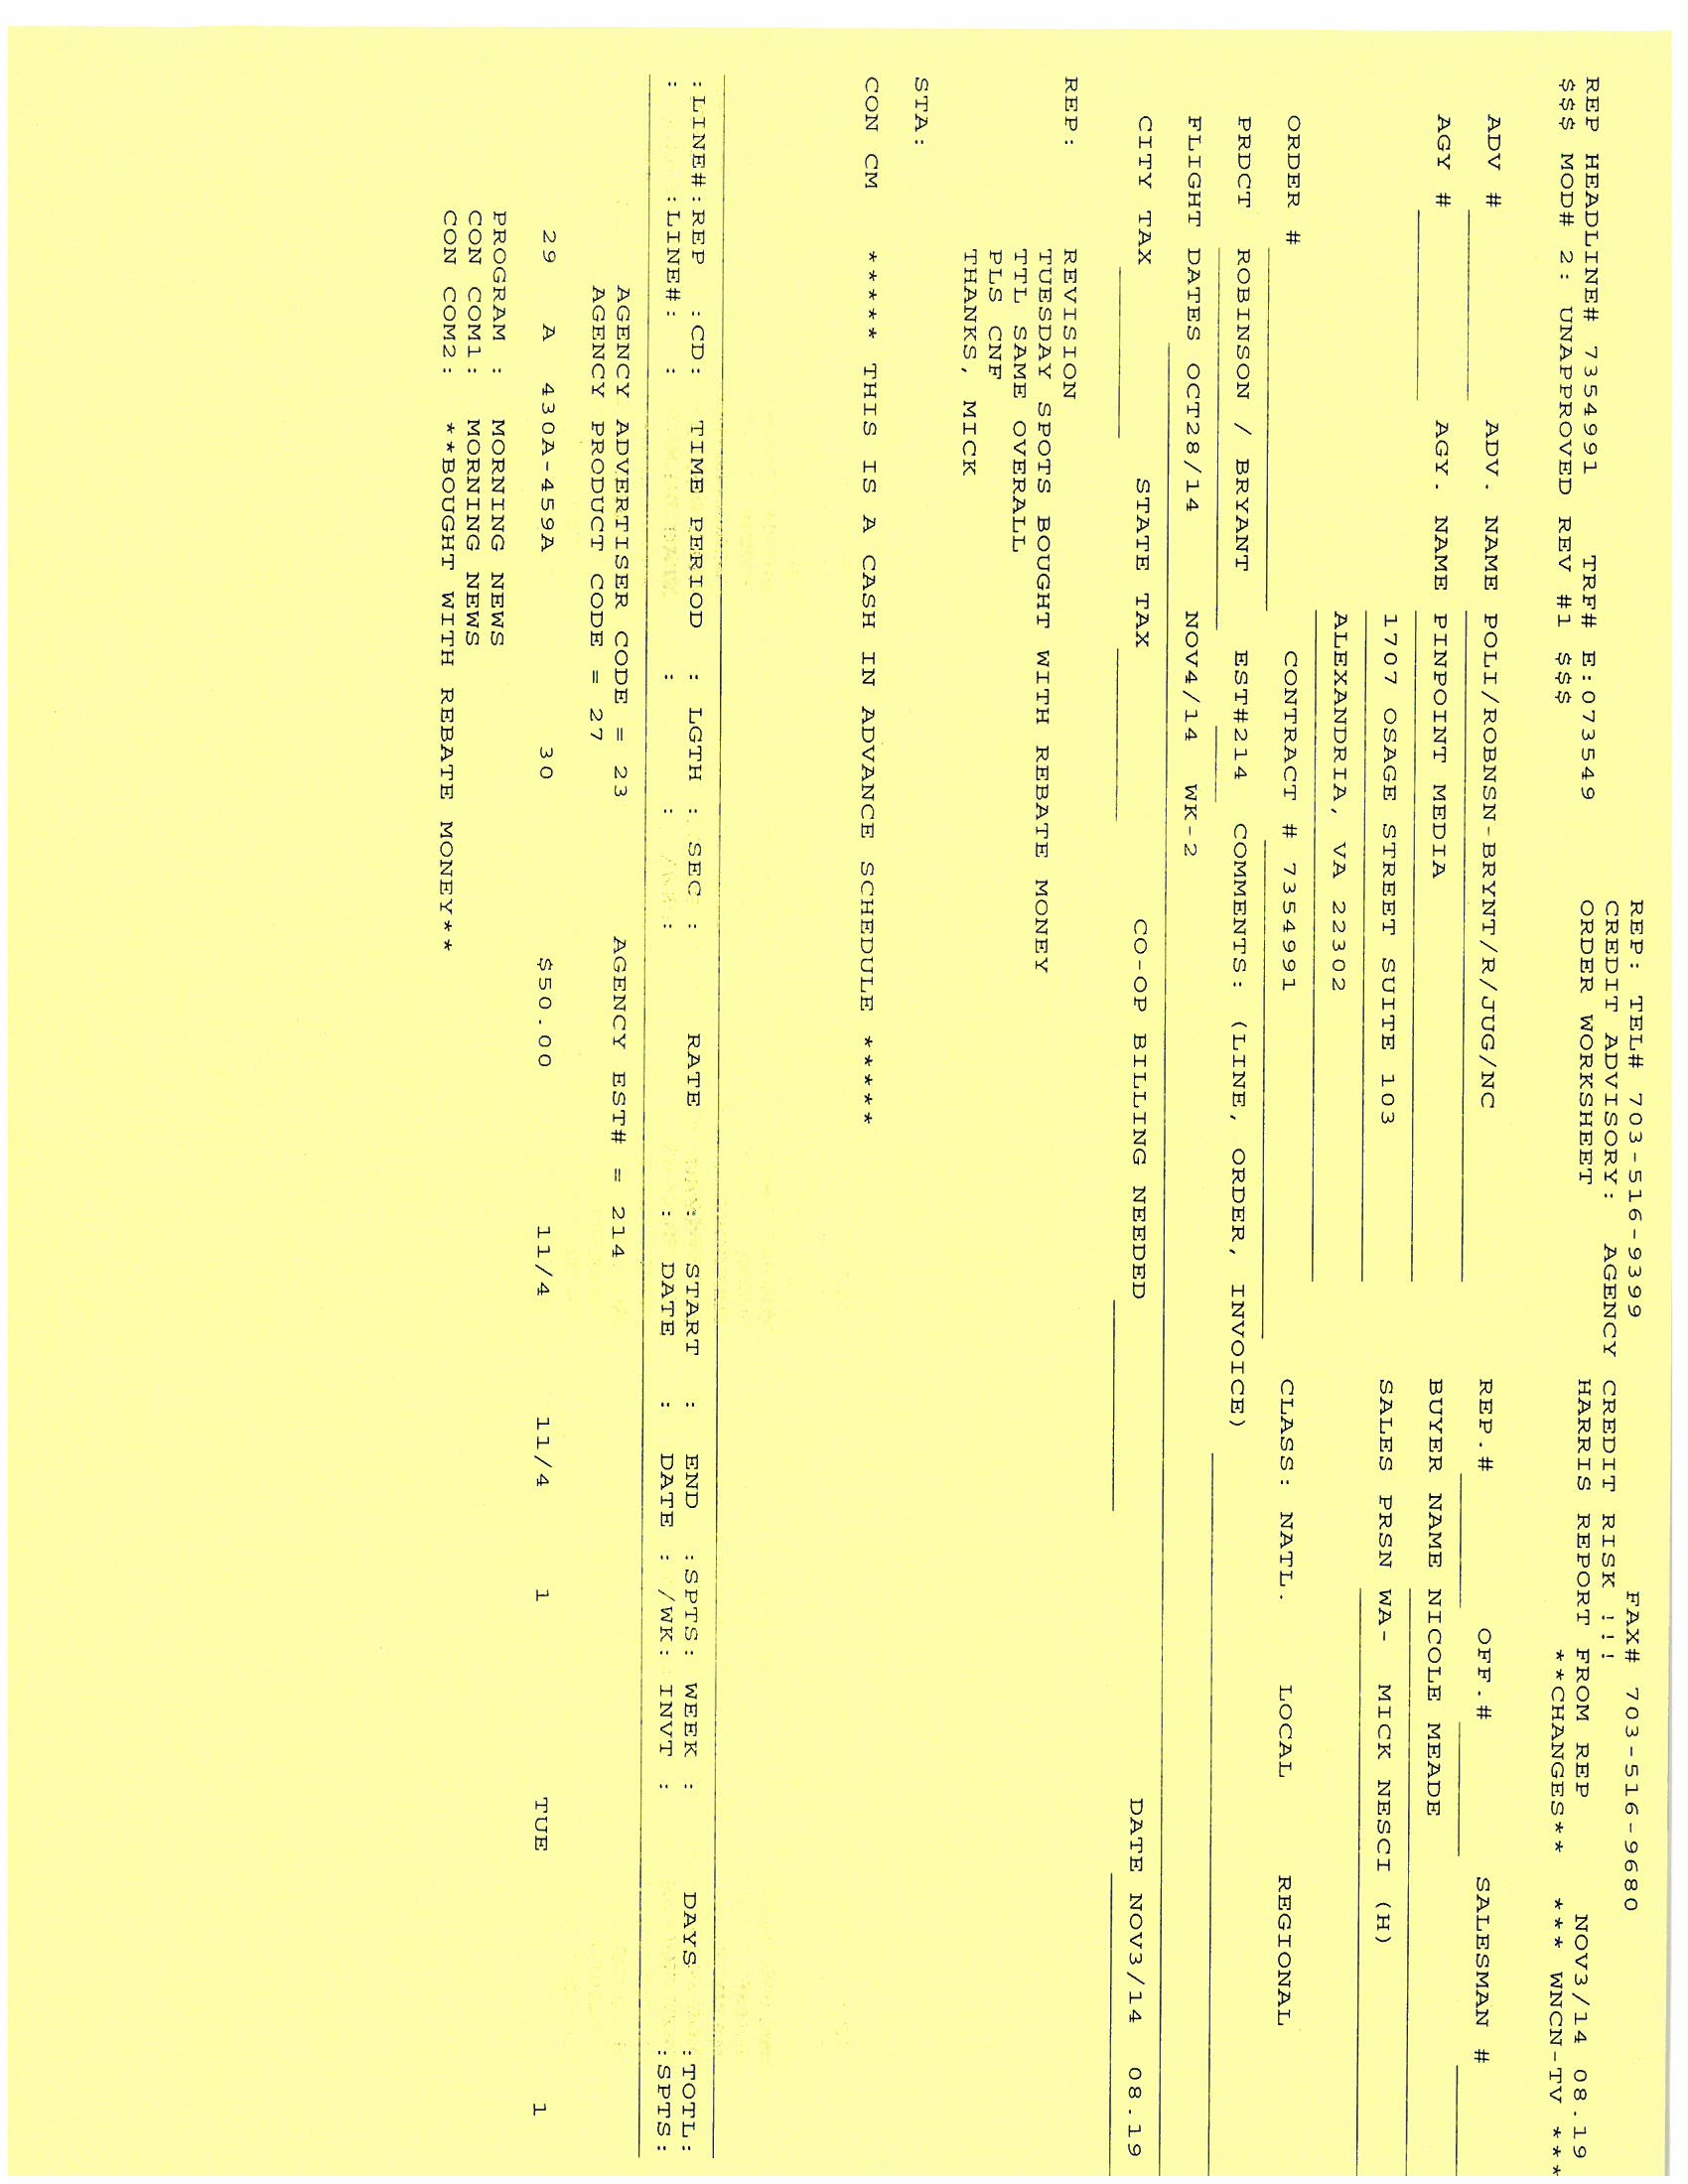 REP: TEL# 703-516-9399 FAX# 703-516-9680
CREDIT ADVISORY: AGENCY CREDIT RISK !!!
REP HEADLINE# 7354991 TRF# E:073549 ORDER WORKSHEET HARRIS REPORT FROM REP NOV3/14 08.19
$$$ MOD# 2: UNAPPROVED REV #1 $$$ **CHANGES** *** WNCN-TV ***
ADV # ADV. NAME POLI/ROBNSN-BRYNT/R/JUG/NC REP.# OFF.# SALESMAN #
AGY # AGY. NAME PINPOINT MEDIA BUYER NAME NICOLE MEADE
1707 OSAGE STREET SUITE 103 SALES PRSN WA- MICK NESCI (H)
ALEXANDRIA, VA 22302
ORDER # CONTRACT # 7354991 CLASS: NATL. LOCAL REGIONAL
PRDCT ROBINSON / BRYANT EST#214 COMMENTS: (LINE, ORDER, INVOICE)
FLIGHT DATES OCT28/14 NOV4/14 WK-2
CITY TAX STATE TAX CO-OP BILLING NEEDED DATE NOV3/14 08.19
REP: REVISION
TUESDAY SPOTS BOUGHT WITH REBATE MONEY
TTL SAME OVERALL
PLS CNF
THANKS, MICK
STA:
CON CM ***** THIS IS A CASH IN ADVANCE SCHEDULE *****
:LINE#:REP :CD: TIME PERIOD : LGTH : SEC : RATE : START : END :SPTS: WEEK : DAYS :TOTL:
: :LINE#: : : : : : DATE : DATE : /WK: INVT : :SPTS:
AGENCY ADVERTISER CODE = 23 AGENCY EST# = 214
AGENCY PRODUCT CODE = 27
29 A 430A-459A 30 $50.00 11/4 11/4 1 TUE 1
PROGRAM : MORNING NEWS
CON COM1: MORNING NEWS
CON COM2: **BOUGHT WITH REBATE MONEY**